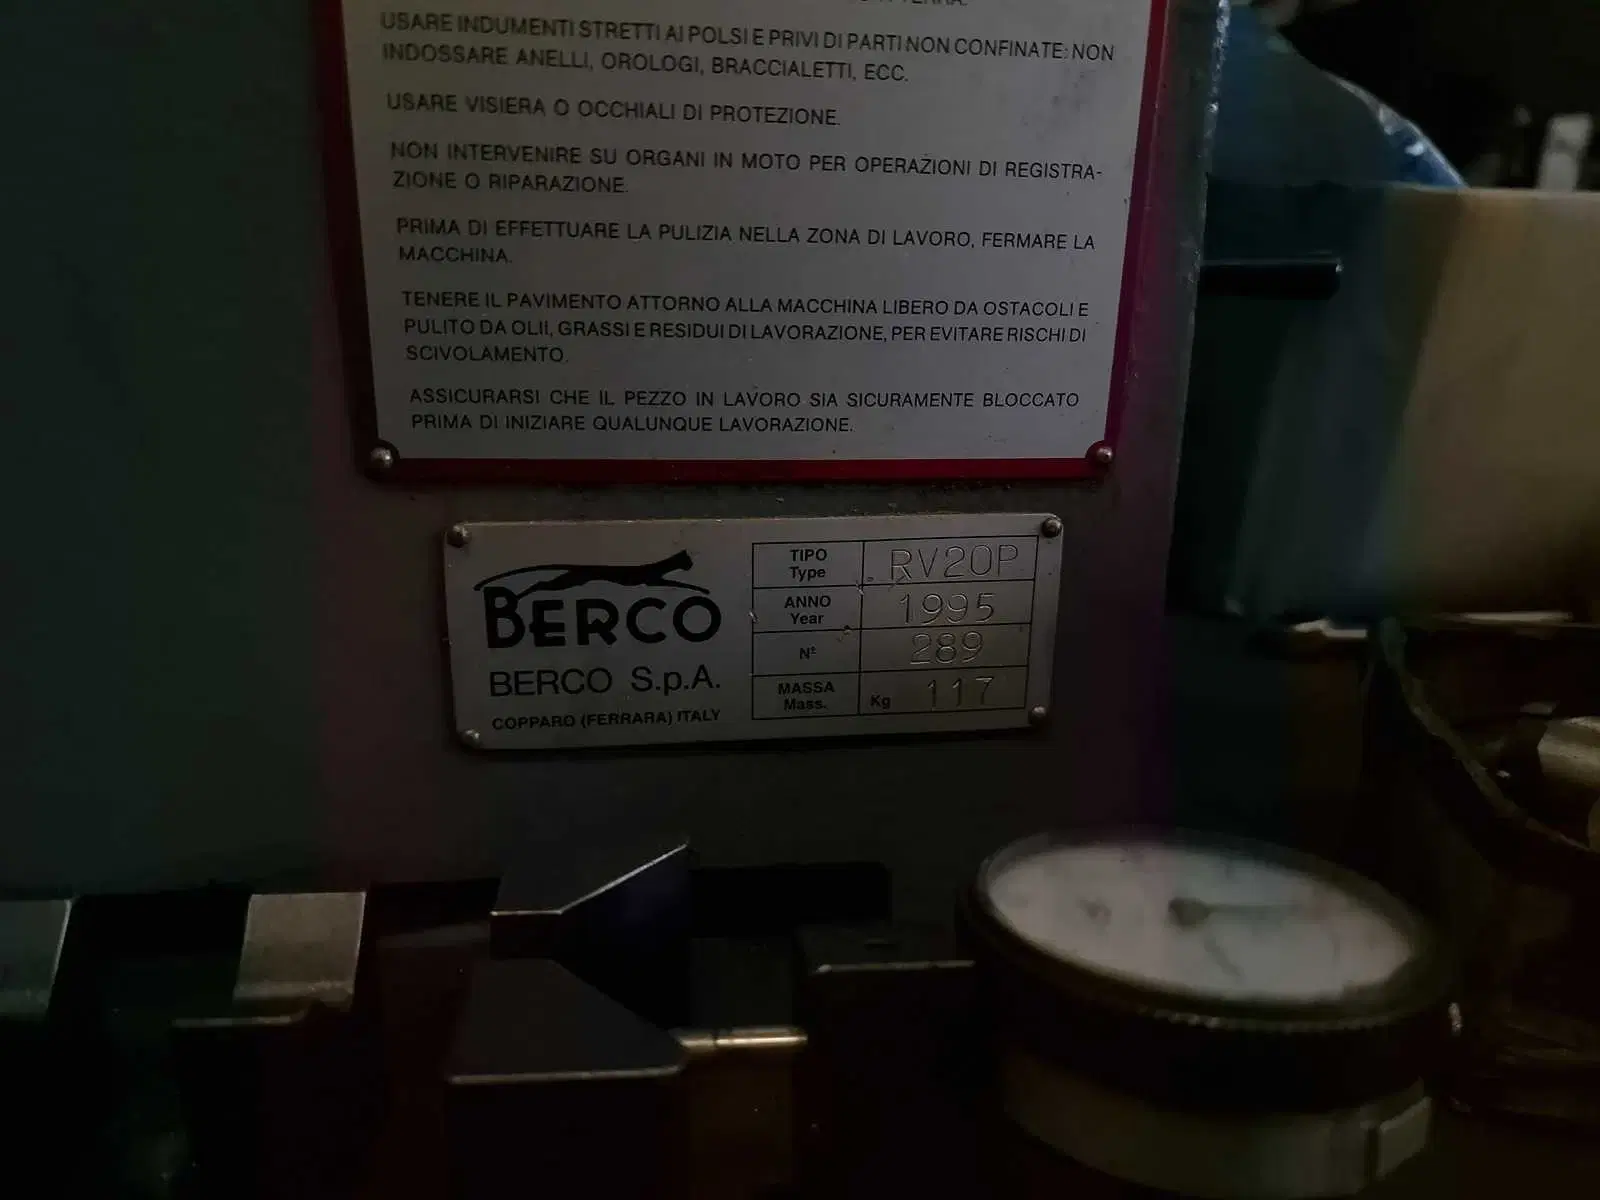 USARE INDUMENTI STRETTI AI POLSI E PRIVI DI PARTI NON CONFINATE: NON
INDOSSARE ANELLI, OROLOGI, BRACCIALETTI, ECC.
USARE VISIERA O OCCHIALI DI PROTEZIONE.
NON INTERVENIRE SU ORGANI IN MOTO PER OPERAZIONI DI REGISTRA-
ZIONE O RIPARAZIONE.
PRIMA DI EFFETTUARE LA PULIZIA NELLA ZONA DI LAVORO, FERMARE LA
MACCHINA.
TENERE IL PAVIMENTO ATTORNO ALLA MACCHINA LIBERO DA OSTACOLI E
PULITO DA OLII, GRASSI E RESIDUI DI LAVORAZIONE, PER EVITARE RISCHI DI
SCIVOLAMENTO.
ASSICURARSI CHE IL PEZZO IN LAVORO SIA SICURAMENTE BLOCCATO
PRIMA DI INIZIARE QUALUNQUE LAVORAZIONE.
BERCO
BERCO S.p.A.
COPPARO (FERRARA) ITALY
TIPO
Type
RV20P
ANNO
Year
1995
Nº
289
MASSA
Mass.
Kg 117